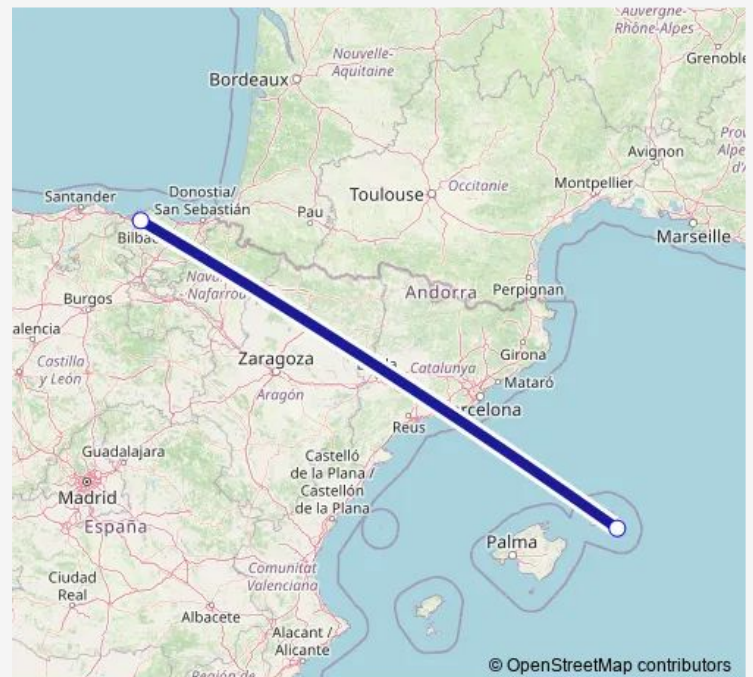 Auvergne-
Rhône-Alpes
Nouvelle-
Aquitaine
Grenoble
Bordeaux
Avignon
Montpellier
Toulouse
Occitanie
Santander
Donostia/
San Sebastián
Pau
Marseille
Andorra
Perpignan
Burgos
Zaragoza
Girona
Castilla
y León
Catalunya
Mataró
Aragón
Reus
Guadalajara
Castelló
de la Plana /
Castellón
de la Plana
Madrid
España
Palma
Ciudad
Real
Comunitat
Valenciana
Albacete
Alacant /
Alicante
© OpenStreetMap contributors